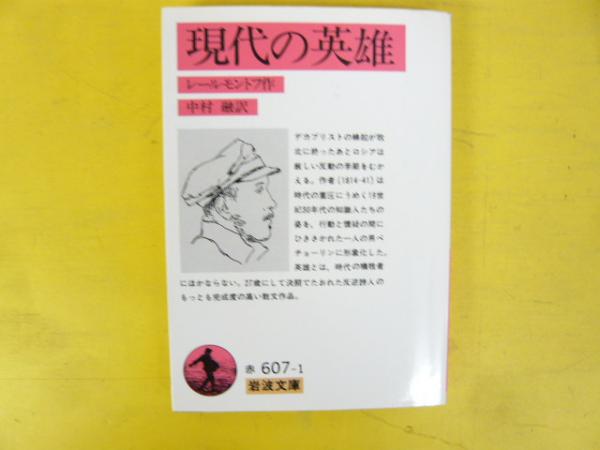 現代の英雄
レールモントフ作
中村 融訳
デカブリストの蜂起が敗
北に終ったあとロシアは
厳しい反動の季節をむか
える。作者(1814-41)は
時代の重圧にうめく19世
紀30年代の知識人たちの
姿を、行動と懐疑の間に
ひきさかれた一人の男ペ
チョーリンに形象化した。
英雄とは、時代の犠牲者
にほかならない。27歳にして決闘でたおれた反逆詩人の
もっとも完成度の高い散文作品。
赤 607-1
岩波文庫